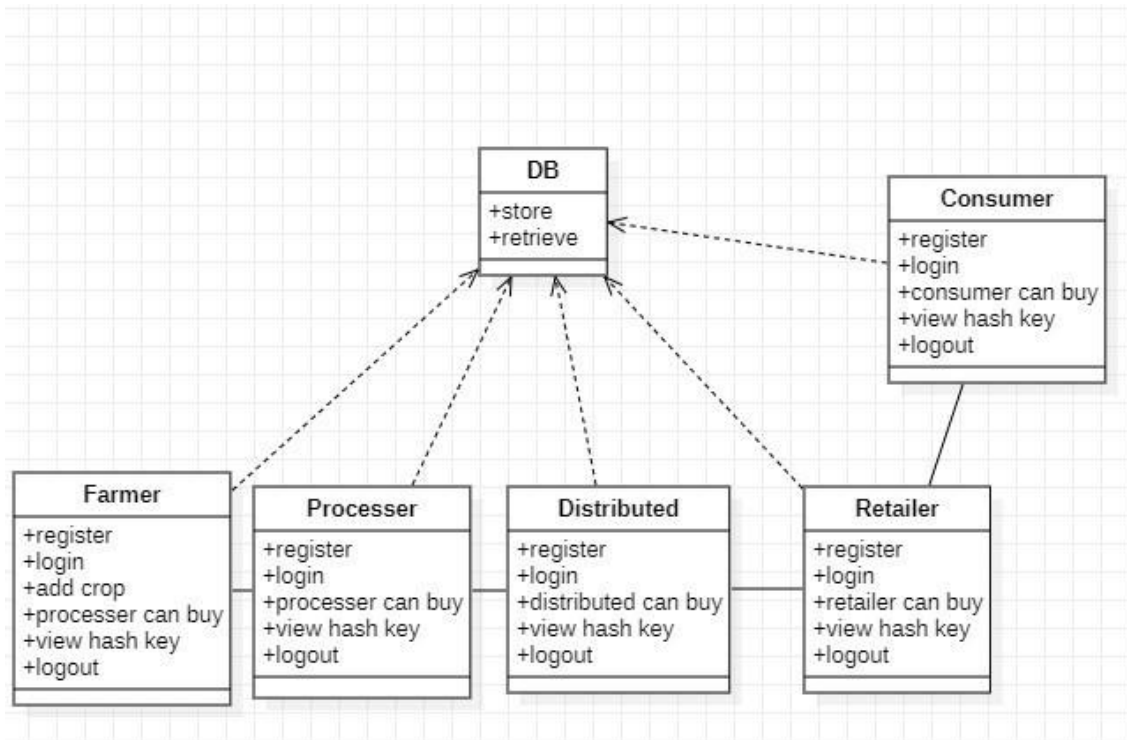 DB
+store
+retrieve
Consumer
+register
+login
+consumer can buy
+view hash key
+logout
Farmer
+register
+login
+add crop
+processer can buy
+view hash key
+logout
Processer
+register
+login
+processer can buy
+view hash key
+logout
Distributed
+register
+login
+distributed can buy
+view hash key
+logout
Retailer
+register
+login
+retailer can buy
+view hash key
+logout